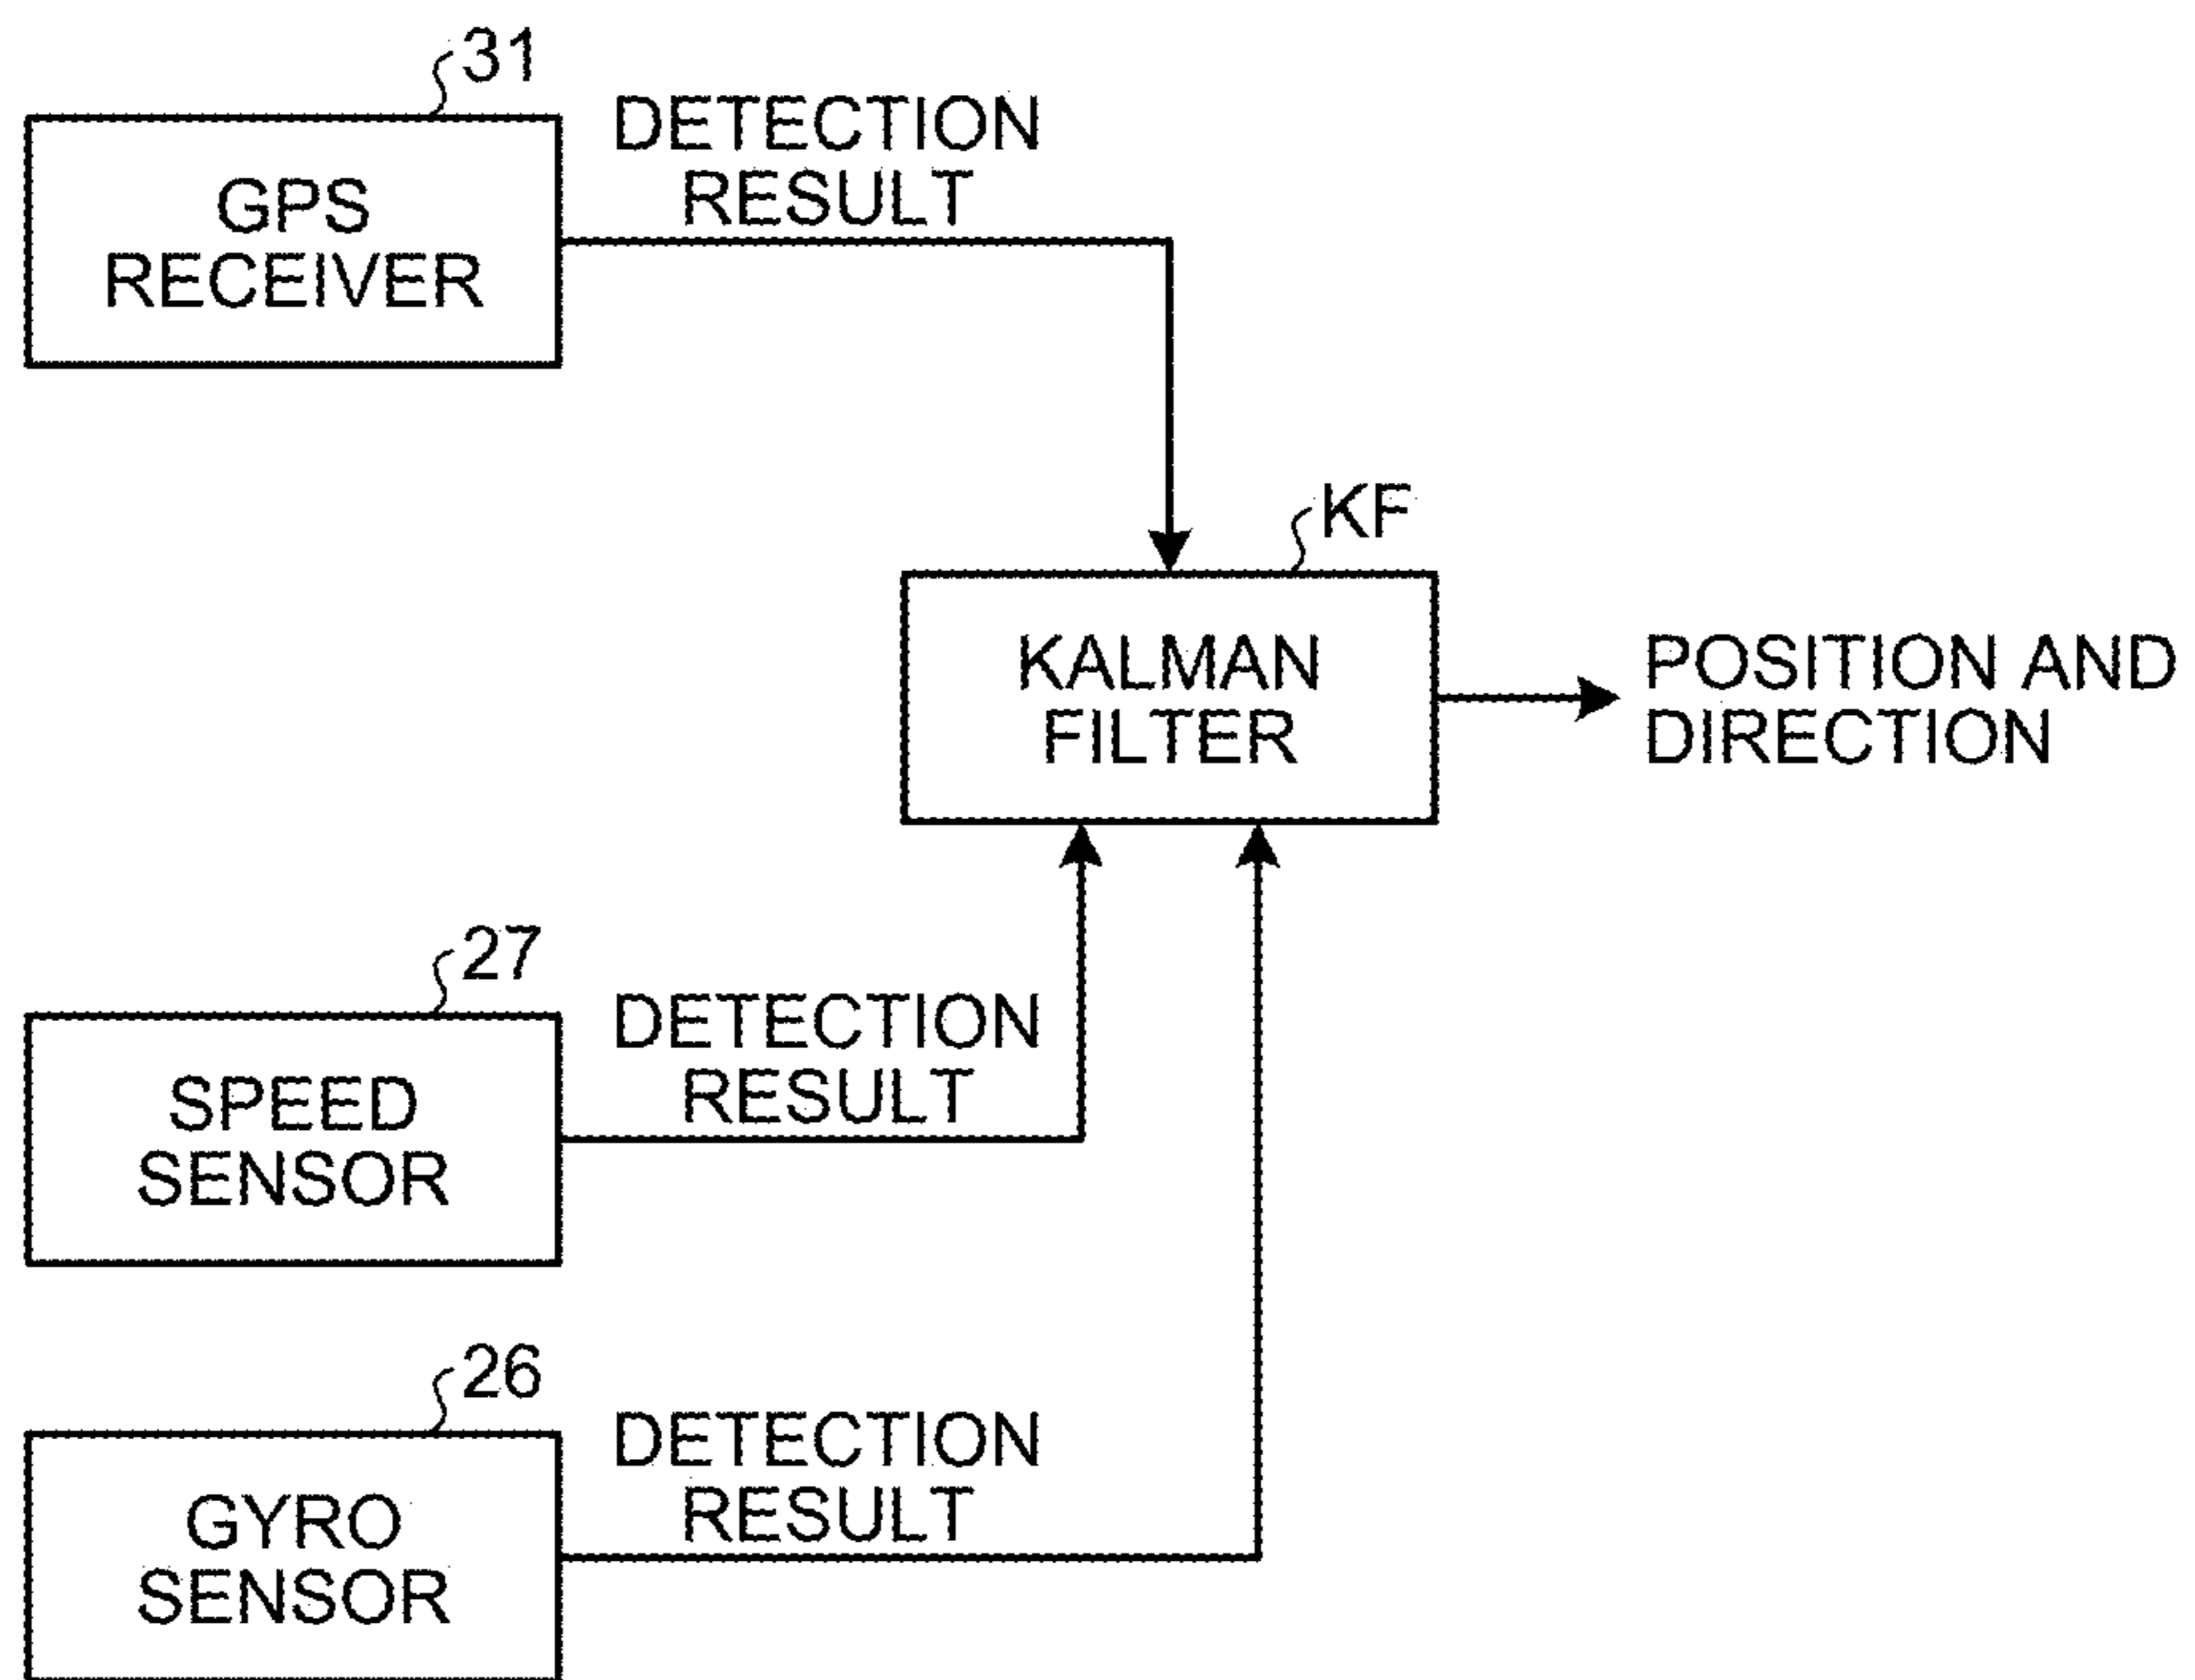 31
DETECTION
RESULT
GPS
RECEIVER
KF
KALMAN
FILTER
POSITION AND
DIRECTION
27
DETECTION
RESULT
SPEED
SENSOR
26
DETECTION
RESULT
GYRO
SENSOR